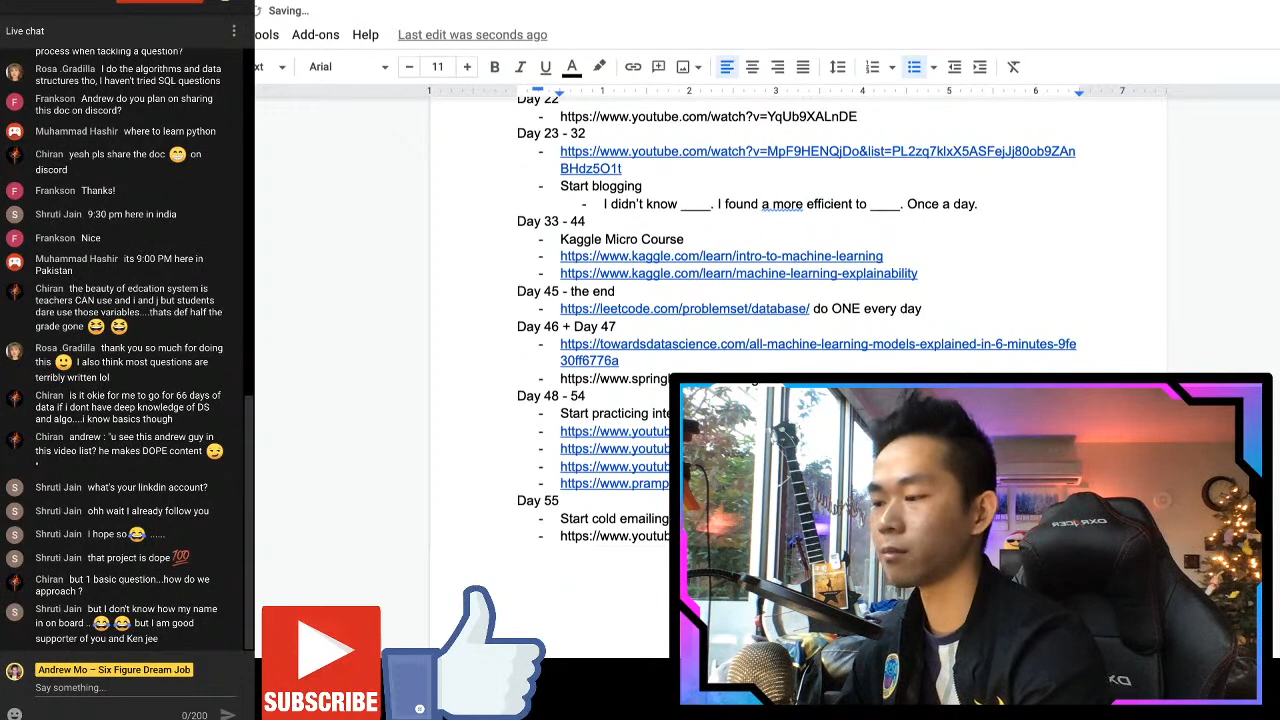 Saving...
Live chat
ools Add-ons Help Last edit was seconds ago
xt Arial 11
1 1 2 3 4 5 6 7
process when tackling a question?
Rosa .Gradilla I do the algorithms and data
structures tho, I haven't tried SQL questions
Frankson Andrew do you plan on sharing
this doc on discord?
Muhammad Hashir where to learn python
Chiran yeah pls share the doc 😁 on
discord
Frankson Thanks!
Shruti Jain 9:30 pm here in india
Frankson Nice
Muhammad Hashir its 9:00 PM here in
Pakistan
Chiran the beauty of edcation system is
teachers CAN use and i and j but students
dare use those variables....thats def half the
grade gone 😆 😆
Rosa .Gradilla thank you so much for doing
this 🙂 I also think most questions are
terribly written lol
Chiran is it okie for me to go for 66 days of
data if i dont have deep knowledge of DS
and algo....i know basics though
Chiran andrew : "u see this andrew guy in
this video list? he makes DOPE content 😉
"
Shruti Jain what's your linkdin account?
Shruti Jain ohh wait I already follow you
Shruti Jain I hope so 😂 ......
Shruti Jain that project is dope 💯
Chiran but 1 basic question...how do we
approach ?
Shruti Jain but I don't know how my name
in on board .. 😂 😂 but I am good
supporter of you and Ken jee
Andrew Mo – Six Figure Dream Job
Say something...
0/200
Day 22
- https://www.youtube.com/watch?v=YqUb9XALnDE
Day 23 - 32
- https://www.youtube.com/watch?v=MpF9HENQjDo&list=PL2zq7klxX5ASFejJj80ob9ZAn
BHdz5O1t
- Start blogging
- I didn't know ____. I found a more efficient to ____. Once a day.
Day 33 - 44
- Kaggle Micro Course
- https://www.kaggle.com/learn/intro-to-machine-learning
- https://www.kaggle.com/learn/machine-learning-explainability
Day 45 - the end
- https://leetcode.com/problemset/database/ do ONE every day
Day 46 + Day 47
- https://towardsdatascience.com/all-machine-learning-models-explained-in-6-minutes-9fe
30ff6776a
- https://www.spring
Day 48 - 54
- Start practicing inte
- https://www.youtub
- https://www.youtub
- https://www.youtub
- https://www.pramp
Day 55
- Start cold emailing
- https://www.youtub
SUBSCRIBE
DXRACER